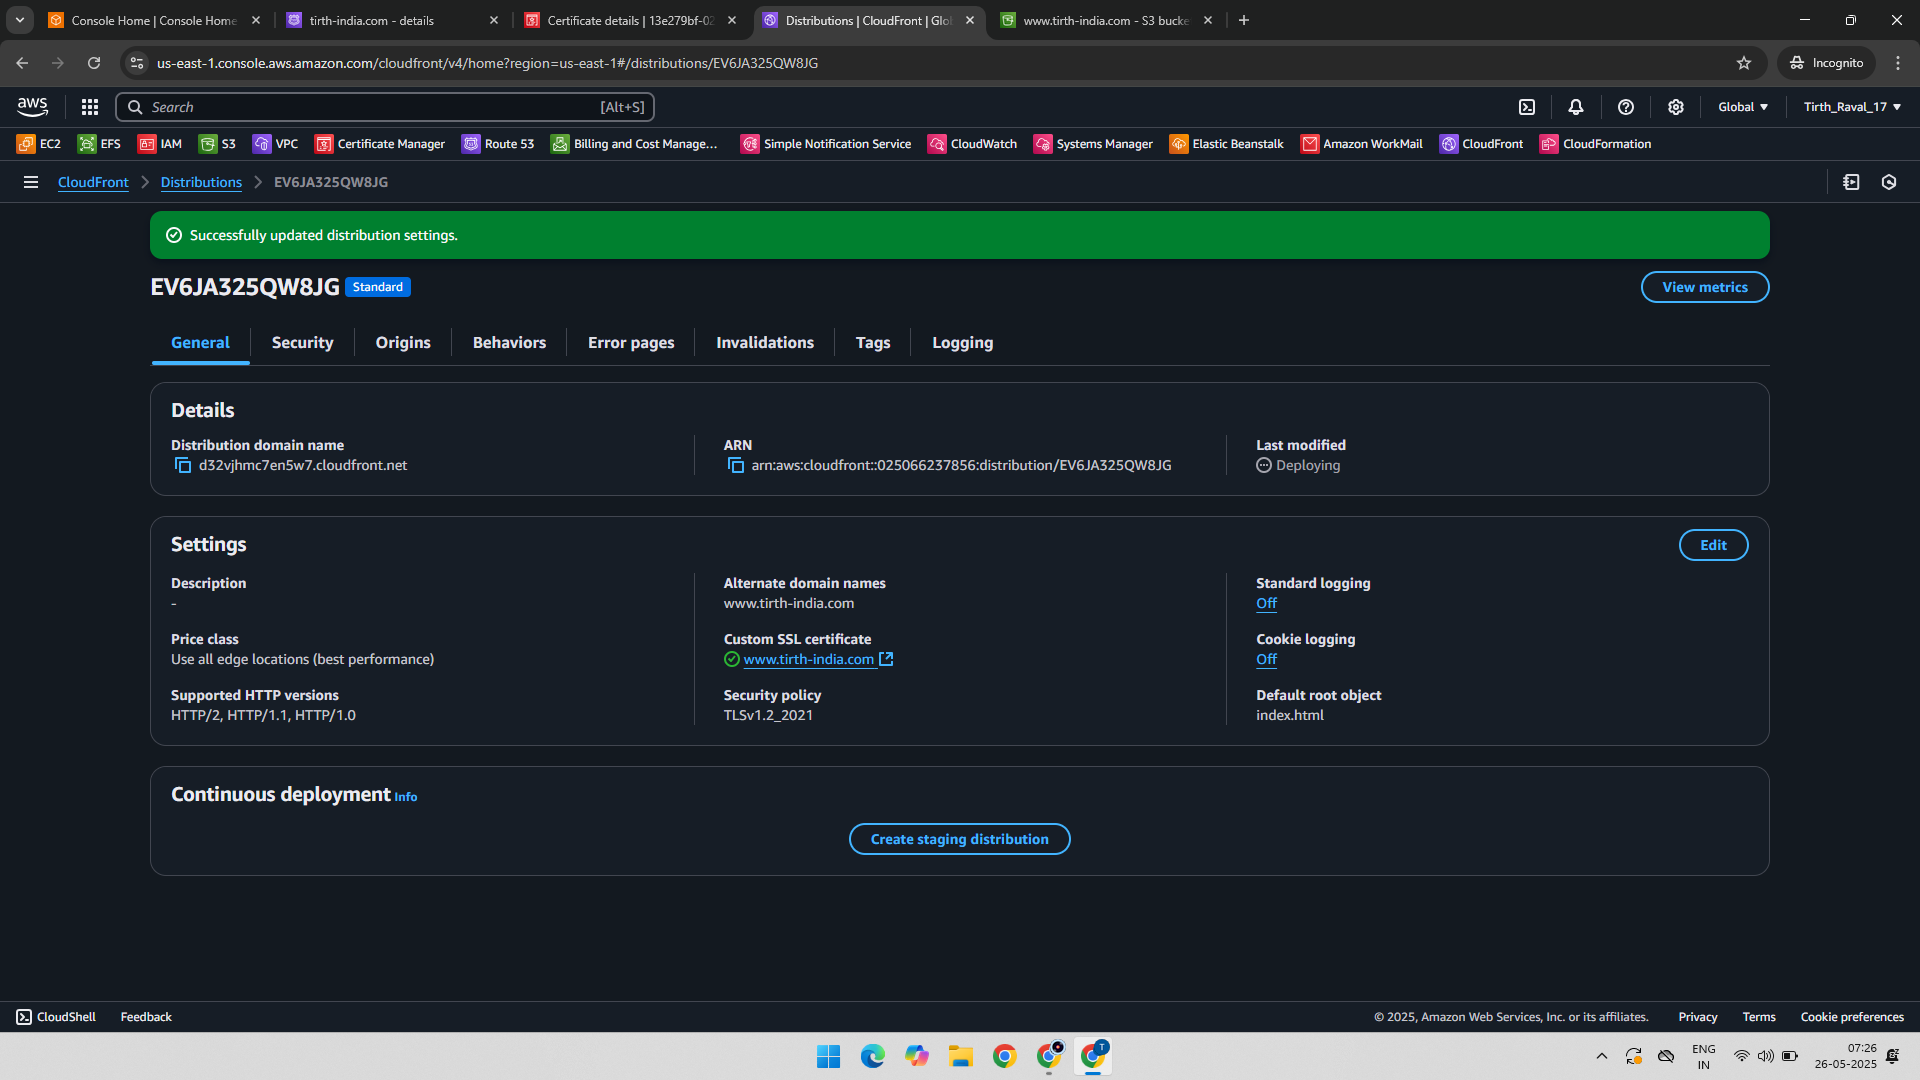 Console Home | Console Home
tirth-india.com - details
Certificate details | 13e279bf-02
Distributions | CloudFront | Glo
www.tirth-india.com - S3 bucke
us-east-1.console.aws.amazon.com/cloudfront/v4/home?region=us-east-1#/distributions/EV6JA325QW8JG
Incognito
aws
Search
[Alt+S]
Global
Tirth_Raval_17
EC2
EFS
IAM
S3
VPC
Certificate Manager
Route 53
Billing and Cost Manage...
Simple Notification Service
CloudWatch
Systems Manager
Elastic Beanstalk
Amazon WorkMail
CloudFront
CloudFormation
CloudFront
Distributions
EV6JA325QW8JG
Successfully updated distribution settings.
EV6JA325QW8JG
Standard
View metrics
General
Security
Origins
Behaviors
Error pages
Invalidations
Tags
Logging
Details
Distribution domain name
d32vjhmc7en5w7.cloudfront.net
ARN
arn:aws:cloudfront::025066237856:distribution/EV6JA325QW8JG
Last modified
Deploying
Settings
Edit
Description
-
Price class
Use all edge locations (best performance)
Supported HTTP versions
HTTP/2, HTTP/1.1, HTTP/1.0
Alternate domain names
www.tirth-india.com
Custom SSL certificate
www.tirth-india.com
Security policy
TLSv1.2_2021
Standard logging
Off
Cookie logging
Off
Default root object
index.html
Continuous deployment
Info
Create staging distribution
CloudShell
Feedback
© 2025, Amazon Web Services, Inc. or its affiliates.
Privacy
Terms
Cookie preferences
T
ENG
IN
07:26
26-05-2025